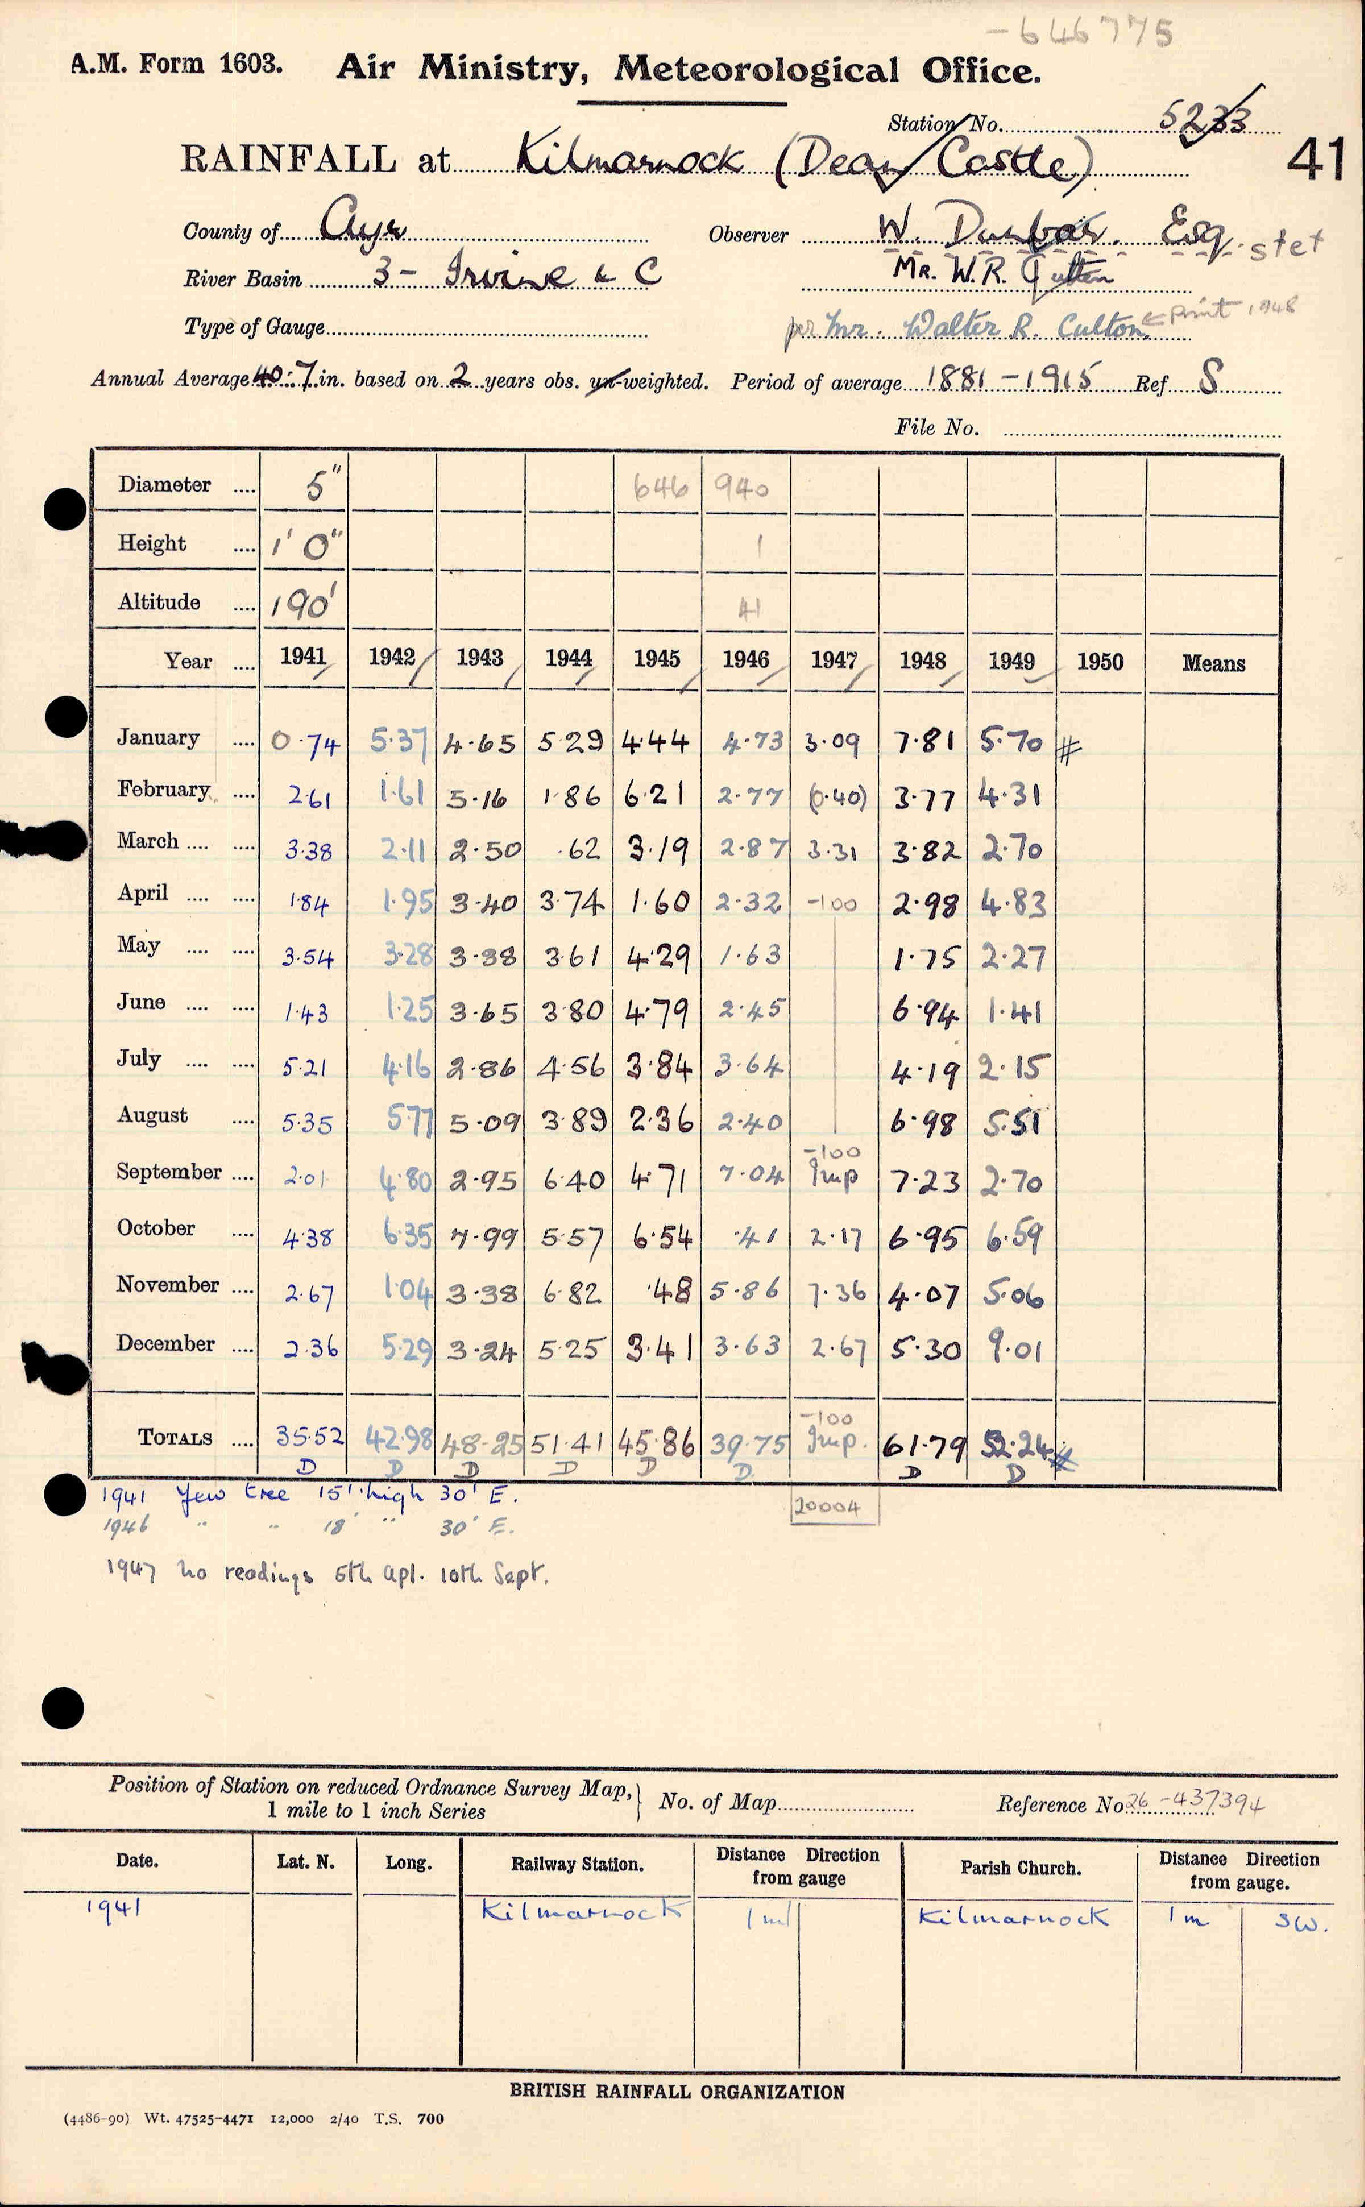 -646775
A.M. Form 1603. Air Ministry, Meteorological Office.
Station No. 5233
41
RAINFALL at Kilmarnock (Dean Castle)
County of Ayr Observer W. Dunbar. Esq. stet
River Basin 3 - Irvine & C MR. W.R. Culton
Type of Gauge per Mr. Walter R. Culton ← Print 1948
Annual Average 40.7 in. based on 2 years obs. un-weighted. Period of average 1881-1915 Ref S
File No.
Diameter .... 5" 646 940
Height .... 1' 0" 1
Altitude .... 190' 41
Year .... 1941 1942 1943 1944 1945 1946 1947 1948 1949 1950 Means
January .... 0.74 5.37 4.65 5.29 4.44 4.73 3.09 7.81 5.70 #
February .... 2.61 1.61 5.16 1.86 6.21 2.77 (0.40) 3.77 4.31
March .... .... 3.38 2.11 2.50 .62 3.19 2.87 3.31 3.82 2.70
April .... .... 1.84 1.95 3.40 3.74 1.60 2.32 -100 2.98 4.83
May .... .... 3.54 3.28 3.38 3.61 4.29 1.63 1.75 2.27
June .... .... 1.43 1.25 3.65 3.80 4.79 2.45 6.94 1.41
July .... .... 5.21 4.16 2.86 4.56 3.84 3.64 4.19 2.15
August .... 5.35 5.77 5.09 3.89 2.36 2.40 6.98 5.51
September .... 2.01 4.80 2.95 6.40 4.71 7.04 -100 Imp 7.23 2.70
October .... 4.38 6.35 7.99 5.57 6.54 .41 2.17 6.95 6.59
November .... 2.67 1.04 3.38 6.82 .48 5.86 7.36 4.07 5.06
December .... 2.36 5.29 3.24 5.25 3.41 3.63 2.67 5.30 9.01
TOTALS .... 35.52 42.98 48.25 51.41 45.86 39.75 -100 Imp. 61.79 52.24 #
D D D D D D D D
1941 Yew tree 15' high 30' E.
20004
1946 " " 18' " 30' E.
1947 No readings 5th Apl. 10th Sept.
Position of Station on reduced Ordnance Survey Map, 1 mile to 1 inch Series } No. of Map Reference No 26-437394
Date. Lat. N. Long. Railway Station. Distance Direction from gauge Parish Church. Distance Direction from gauge.
1941 Kilmarnock 1 ml Kilmarnock 1 m SW.
BRITISH RAINFALL ORGANIZATION
(4486-90) Wt. 47525-4471 12,000 2/40 T.S. 700